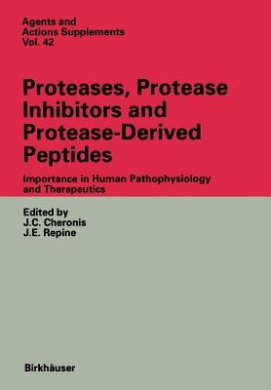 Agents and
Actions Supplements
Vol. 42
Proteases, Protease
Inhibitors and
Protease-Derived
Peptides
Importance in Human Pathophysiology
and Therapeutics
Edited by
J.C. Cheronis
J.E. Repine
Birkhäuser